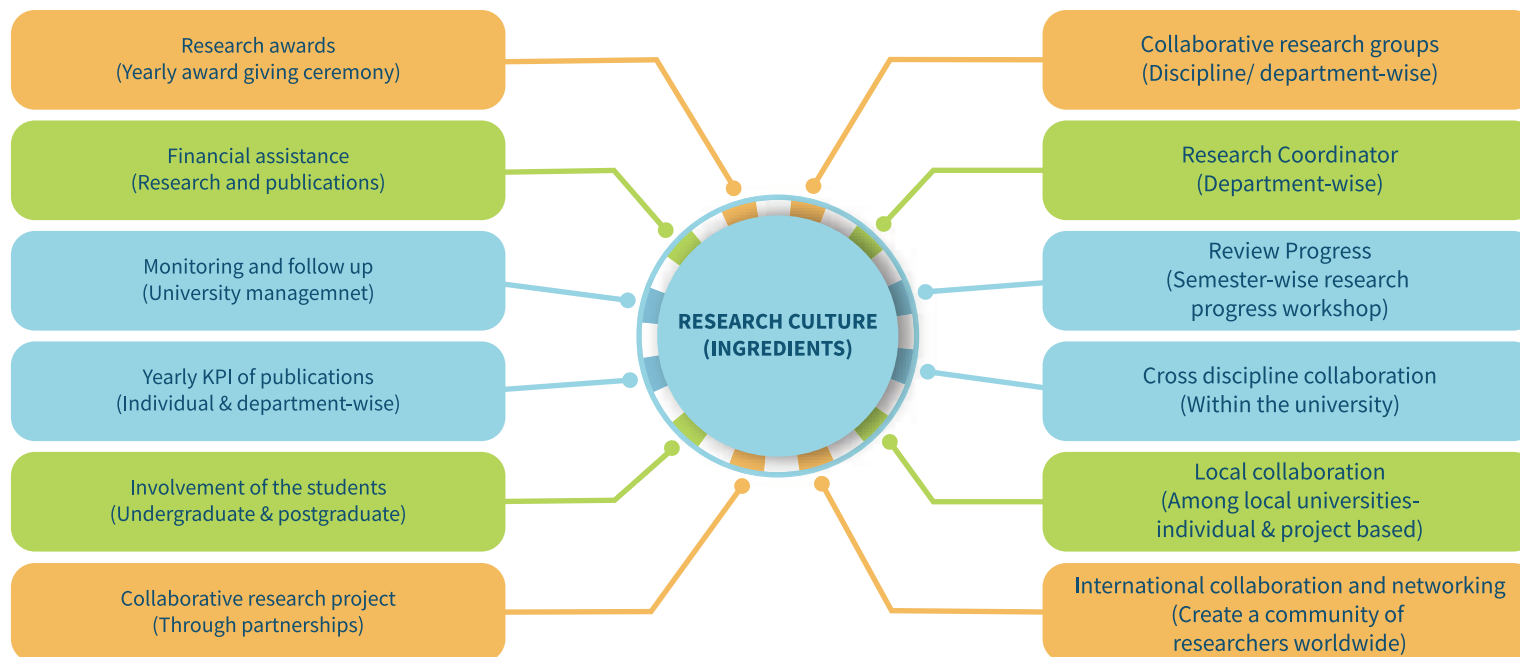 Research awards
(Yearly award giving ceremony)
Financial assistance
(Research and publications)
Monitoring and follow up
(University managemnet)
Yearly KPI of publications
(Individual & department-wise)
Involvement of the students
(Undergraduate & postgraduate)
Collaborative research project
(Through partnerships)
RESEARCH CULTURE
(INGREDIENTS)
Collaborative research groups
(Discipline/ department-wise)
Research Coordinator
(Department-wise)
Review Progress
(Semester-wise research
progress workshop)
Cross discipline collaboration
(Within the university)
Local collaboration
(Among local universities-
individual & project based)
International collaboration and networking
(Create a community of
researchers worldwide)